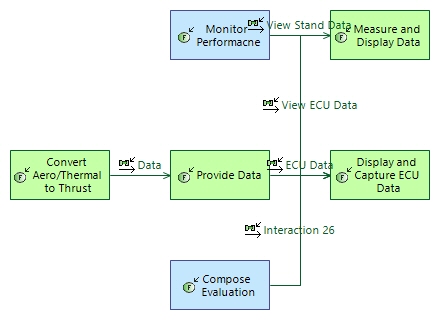 View Stand Data
Monitor
Performacne
Measure and
Display Data
View ECU Data
Convert
Aero/Thermal
to Thrust
Data
Provide Data
ECU Data
Display and
Capture ECU
Data
Interaction 26
Compose
Evaluation